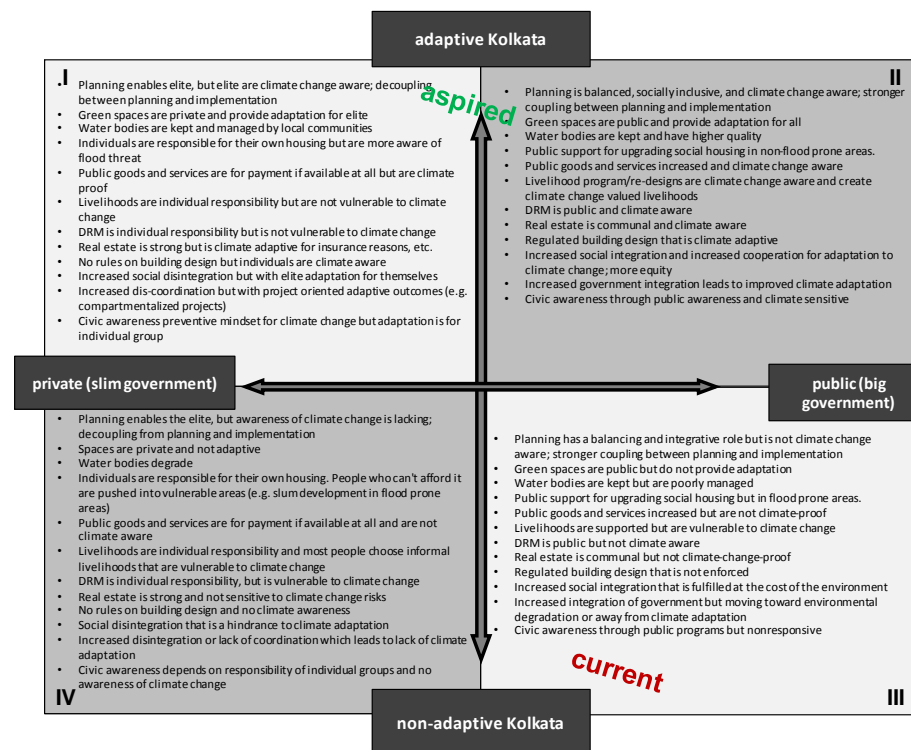 adaptive Kolkata
I
• Planning enables elite, but elite are climate change aware; decoupling
between planning and implementation
• Green spaces are private and provide adaptation for elite
• Water bodies are kept and managed by local communities
• Individuals are responsible for their own housing but are more aware of
flood threat
• Public goods and services are for payment if available at all but are climate
proof
• Livelihoods are individual responsibility but are not vulnerable to climate
change
• DRM is individual responsibility but is not vulnerable to climate change
• Real estate is strong but is climate adaptive for insurance reasons, etc.
• No rules on building design but individuals are climate aware
• Increased social disintegration but with elite adaptation for themselves
• Increased dis-coordination but with project oriented adaptive outcomes (e.g.
compartmentalized projects)
• Civic awareness preventive mindset for climate change but adaptation is for
individual group
aspired
II
• Planning is balanced, socially inclusive, and climate change aware; stronger
coupling between planning and implementation
• Green spaces are public and provide adaptation for all
• Water bodies are kept and have higher quality
• Public support for upgrading social housing in non-flood prone areas.
• Public goods and services increased and climate change aware
• Livelihood program/re-designs are climate change aware and create
climate change valued livelihoods
• DRM is public and climate aware
• Real estate is communal and climate aware
• Regulated building design that is climate adaptive
• Increased social integration and increased cooperation for adaptation to
climate change; more equity
• Increased government integration leads to improved climate adaptation
• Civic awareness through public awareness and climate sensitive
private (slim government)
public (big
government)
• Planning enables the elite, but awareness of climate change is lacking;
decoupling from planning and implementation
• Spaces are private and not adaptive
• Water bodies degrade
• Individuals are responsible for their own housing. People who can't afford it
are pushed into vulnerable areas (e.g. slum development in flood prone
areas)
• Public goods and services are for payment if available at all and are not
climate aware
• Livelihoods are individual responsibility and most people choose informal
livelihoods that are vulnerable to climate change
• DRM is individual responsibility, but is vulnerable to climate change
• Real estate is strong and not sensitive to climate change risks
• No rules on building design and no climate awareness
• Social disintegration that is a hindrance to climate adaptation
• Increased disintegration or lack of coordination which leads to lack of climate
adaptation
• Civic awareness depends on responsibility of individual groups and no
awareness of climate change
IV
• Planning has a balancing and integrative role but is not climate change
aware; stronger coupling between planning and implementation
• Green spaces are public but do not provide adaptation
• Water bodies are kept but are poorly managed
• Public support for upgrading social housing but in flood prone areas.
• Public goods and services increased but are not climate-proof
• Livelihoods are supported but are vulnerable to climate change
• DRM is public but not climate aware
• Real estate is communal but not climate-change-proof
• Regulated building design that is not enforced
• Increased social integration that is fulfilled at the cost of the environment
• Increased integration of government but moving toward environmental
degradation or away from climate adaptation
• Civic awareness through public programs but nonresponsive
current
III
non-adaptive Kolkata